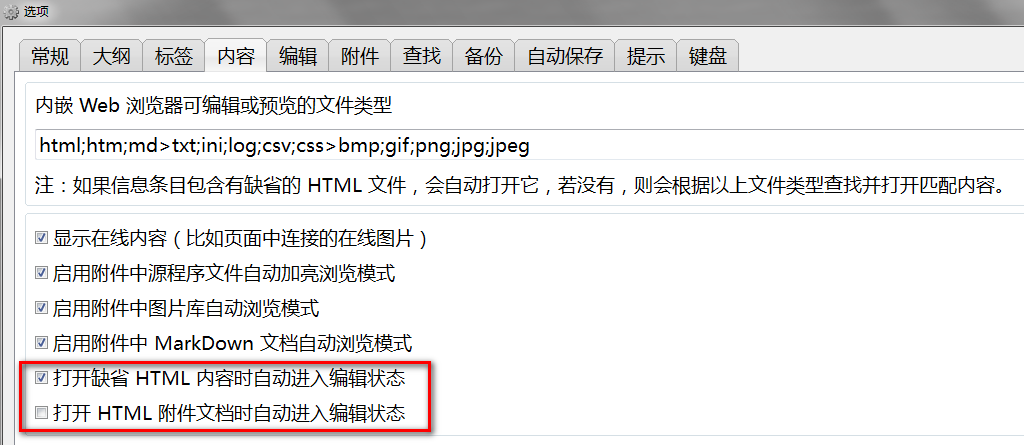 选项
常规 大纲 标签 内容 编辑 附件 查找 备份 自动保存 提示 键盘
内嵌 Web 浏览器可编辑或预览的文件类型
html;htm;md>txt;ini;log;csv;css>bmp;gif;png;jpg;jpeg
注：如果信息条目包含有缺省的 HTML 文件，会自动打开它，若没有，则会根据以上文件类型查找并打开匹配内容。
显示在线内容（比如页面中连接的在线图片）
启用附件中源程序文件自动加亮浏览模式
启用附件中图片库自动浏览模式
启用附件中 MarkDown 文档自动浏览模式
打开缺省 HTML 内容时自动进入编辑状态
打开 HTML 附件文档时自动进入编辑状态